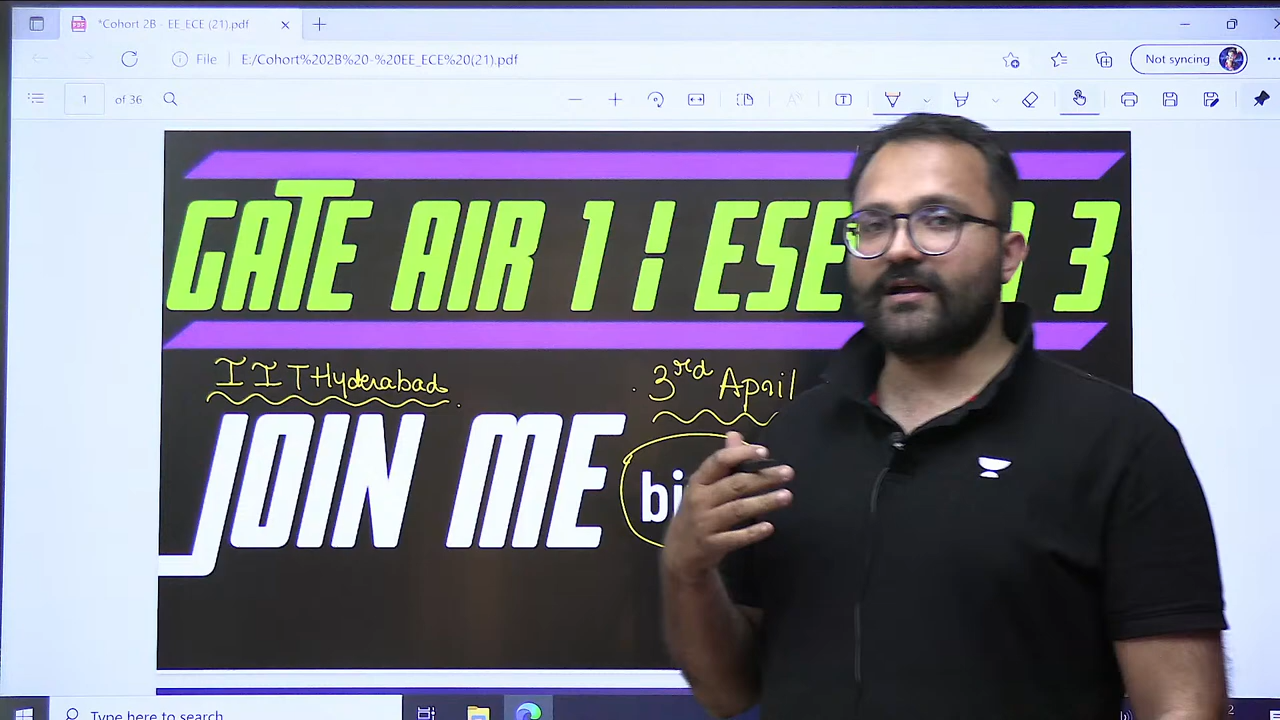 *Cohort 2B - EE_ECE (21).pdf
File E:/Cohort%202B%20-%20EE_ECE%20(21).pdf
Not syncing
1 of 36
GATE AIR 1 | ESE 3
IIT Hyderabad
3rd April
JOIN ME bi
Type here to search